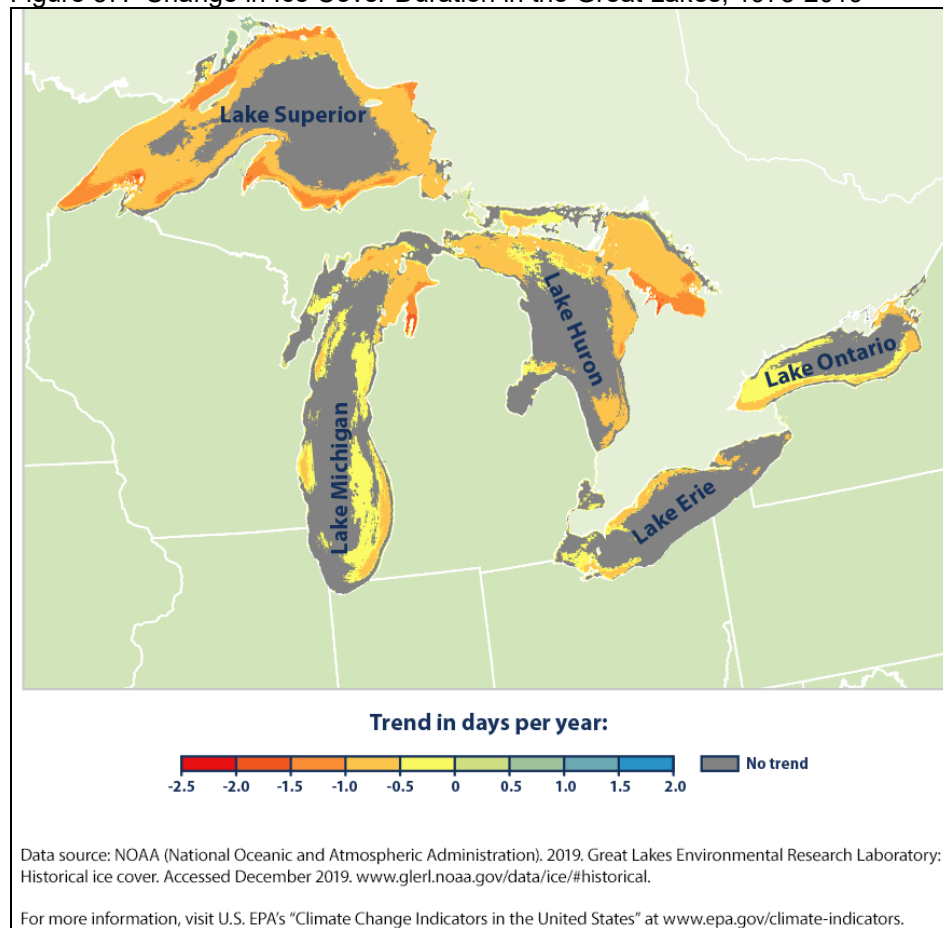 Lake Superior
Lake Huron
Lake Ontario
Lake Michigan
Lake Erie
Trend in days per year:
-2.5 -2.0 -1.5 -1.0 -0.5 0 0.5 1.0 1.5 2.0 No trend
Data source: NOAA (National Oceanic and Atmospheric Administration). 2019. Great Lakes Environmental Research Laboratory:
Historical ice cover. Accessed December 2019. www.glerl.noaa.gov/data/ice/#historical.
For more information, visit U.S. EPA's "Climate Change Indicators in the United States" at www.epa.gov/climate-indicators.